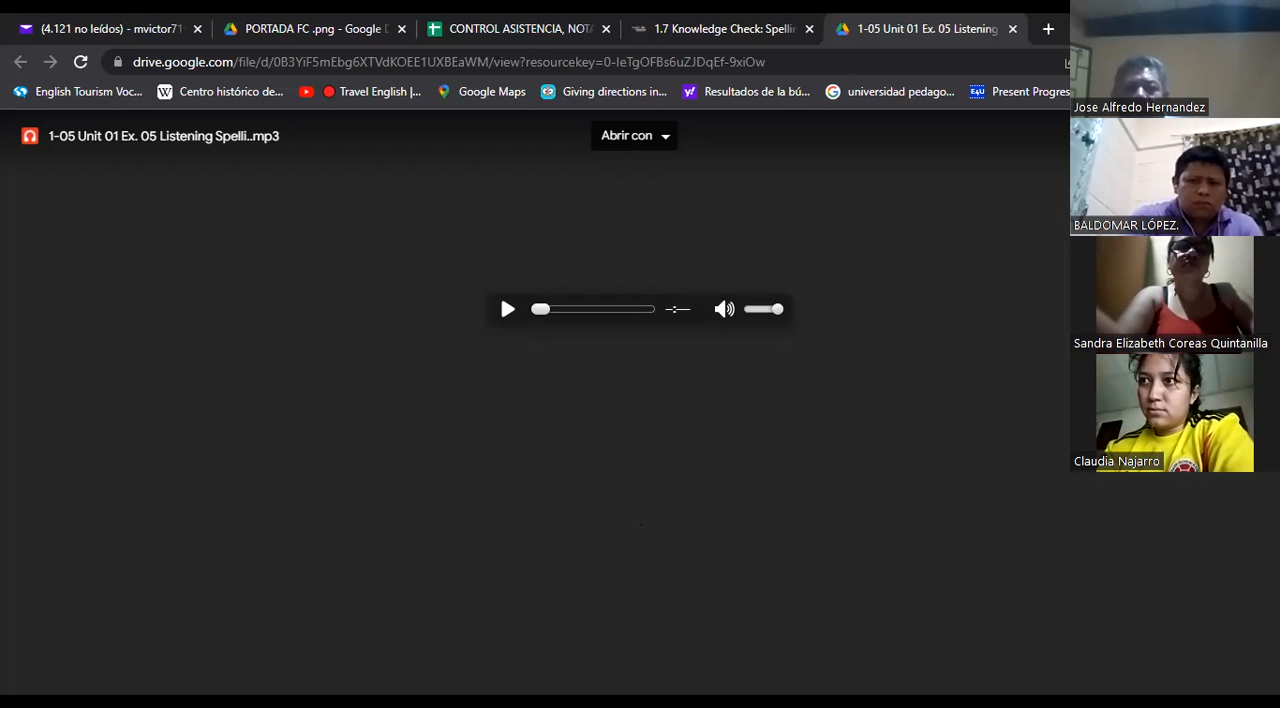 (4.121 no leídos) - mvictor71
PORTADA FC .png - Google D
CONTROL ASISTENCIA, NOTA
1.7 Knowledge Check: Spellin
1-05 Unit 01 Ex. 05 Listening
drive.google.com/file/d/0B3YiF5mEbg6XTVdKOEE1UXBEaWM/view?resourcekey=0-IeTgOFBs6uZJDqEf-9xiOw
English Tourism Voc...
Centro histórico de...
Travel English |...
Google Maps
Giving directions in...
Resultados de la bú...
universidad pedago...
E4U
Present Progres
1-05 Unit 01 Ex. 05 Listening Spelli..mp3
Abrir con
-:--
Jose Alfredo Hernandez
BALDOMAR LÓPEZ.
Sandra Elizabeth Coreas Quintanilla
Claudia Najarro